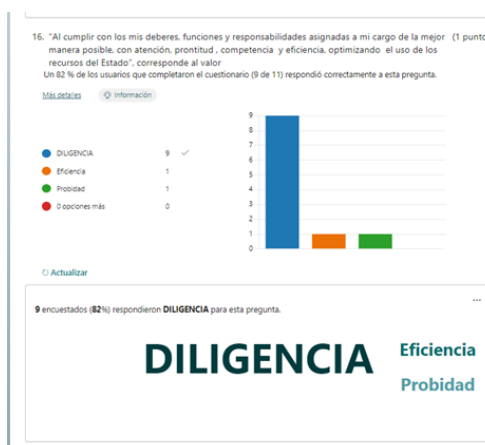 16. "Al cumplir con los mis deberes, funciones y responsabilidades asignadas a mi cargo de la mejor (1 punto
manera posible, con atención, prontitud , competencia y eficiencia, optimizando el uso de los
recursos del Estado", corresponde al valor
Un 82 % de los usuarios que completaron el cuestionario (9 de 11) respondió correctamente a esta pregunta.
Más detalles
Información
DILIGENCIA 9
Eficiencia 1
Probidad 1
0 opciones más 0
9
8
7
6
5
4
3
2
1
0
Actualizar
...
9 encuestados (82%) respondieron DILIGENCIA para esta pregunta.
DILIGENCIA
Eficiencia
Probidad